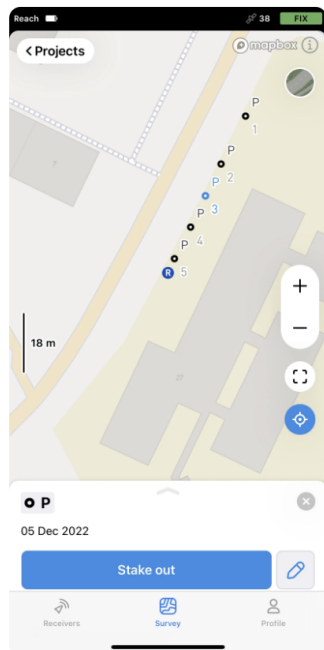 Reach
38 FIX
Projects
mapbox
P
1
P
2
P
3
P
4
P
5
R
18 m
P
05 Dec 2022
Stake out
Receivers Survey Profile